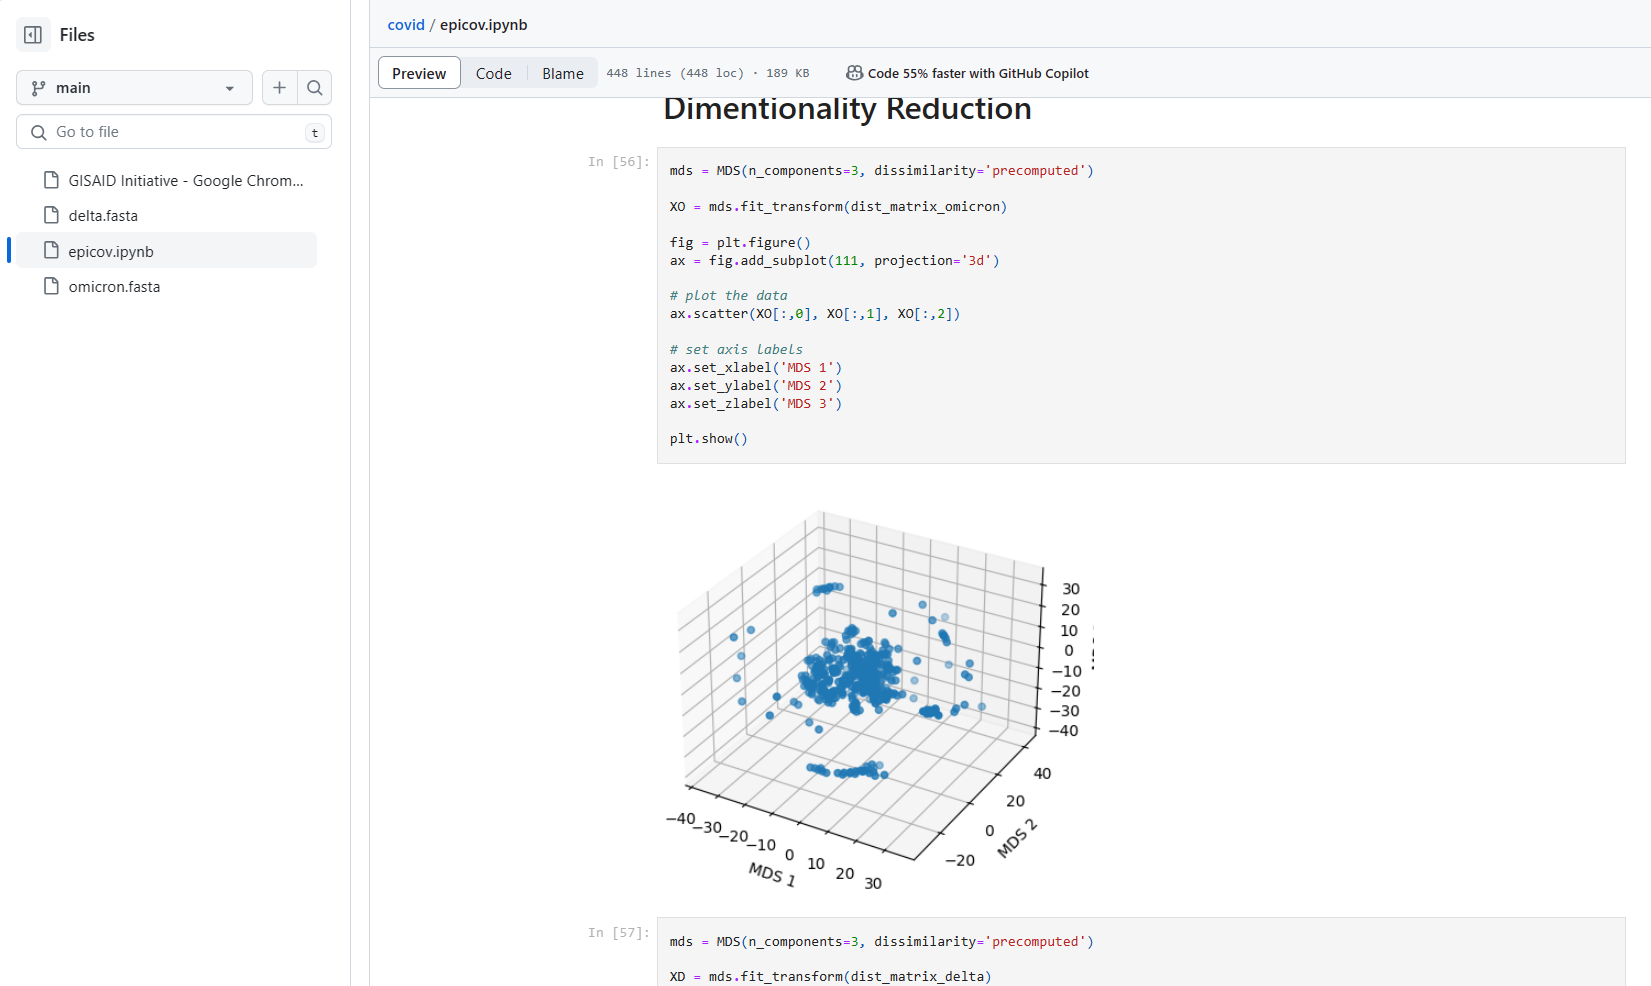 Files
main
Go to file
t
GISAID Initiative - Google Chrom...
delta.fasta
epicov.ipynb
omicron.fasta
covid / epicov.ipynb
Preview Code Blame 448 lines (448 loc) · 189 KB Code 55% faster with GitHub Copilot
Dimentionality Reduction
In [56]:
mds = MDS(n_components=3, dissimilarity='precomputed')
XO = mds.fit_transform(dist_matrix_omicron)
fig = plt.figure()
ax = fig.add_subplot(111, projection='3d')
# plot the data
ax.scatter(XO[:,0], XO[:,1], XO[:,2])
# set axis labels
ax.set_xlabel('MDS 1')
ax.set_ylabel('MDS 2')
ax.set_zlabel('MDS 3')
plt.show()
30
20
10
0
−10
−20
−30
−40
40
20
0
−20
MDS 2
−40
−30
−20
−10
0
10
20
30
MDS 1
In [57]:
mds = MDS(n_components=3, dissimilarity='precomputed')
XD = mds.fit_transform(dist_matrix_delta)